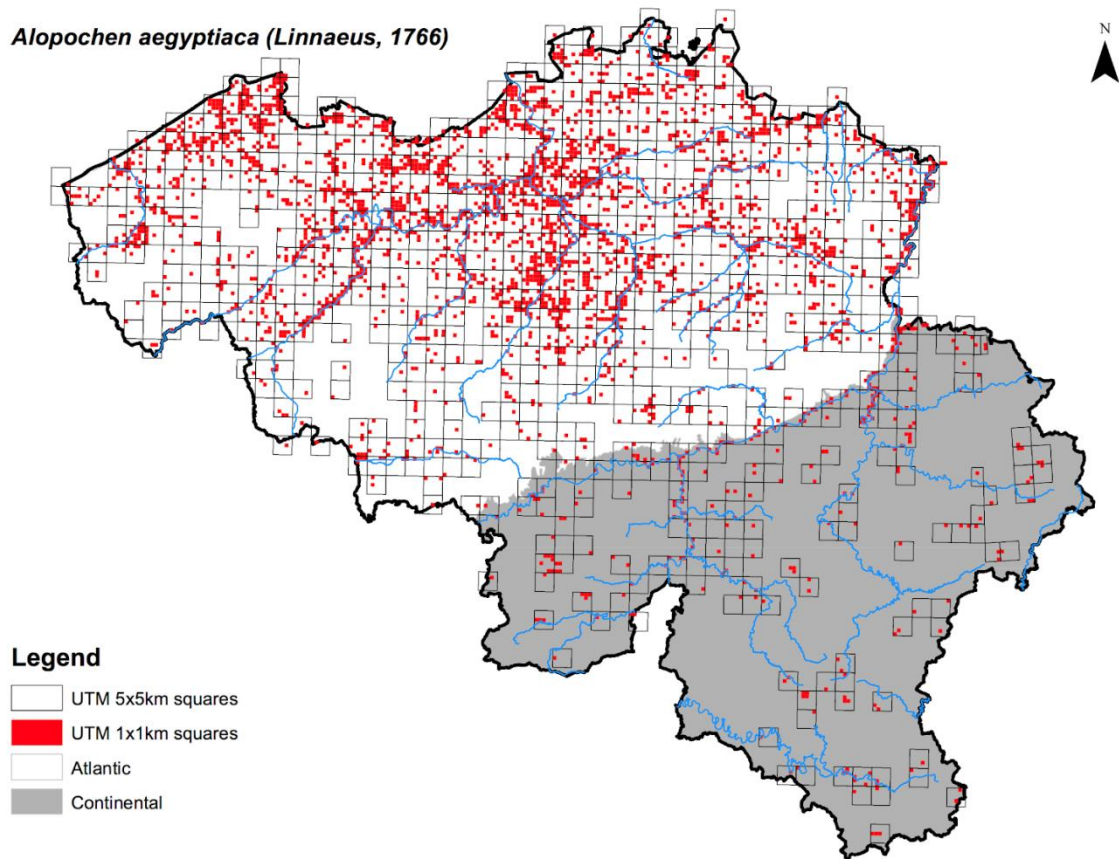 Alopochen aegyptiaca (Linnaeus, 1766)
N
Legend
UTM 5x5km squares
UTM 1x1km squares
Atlantic
Continental